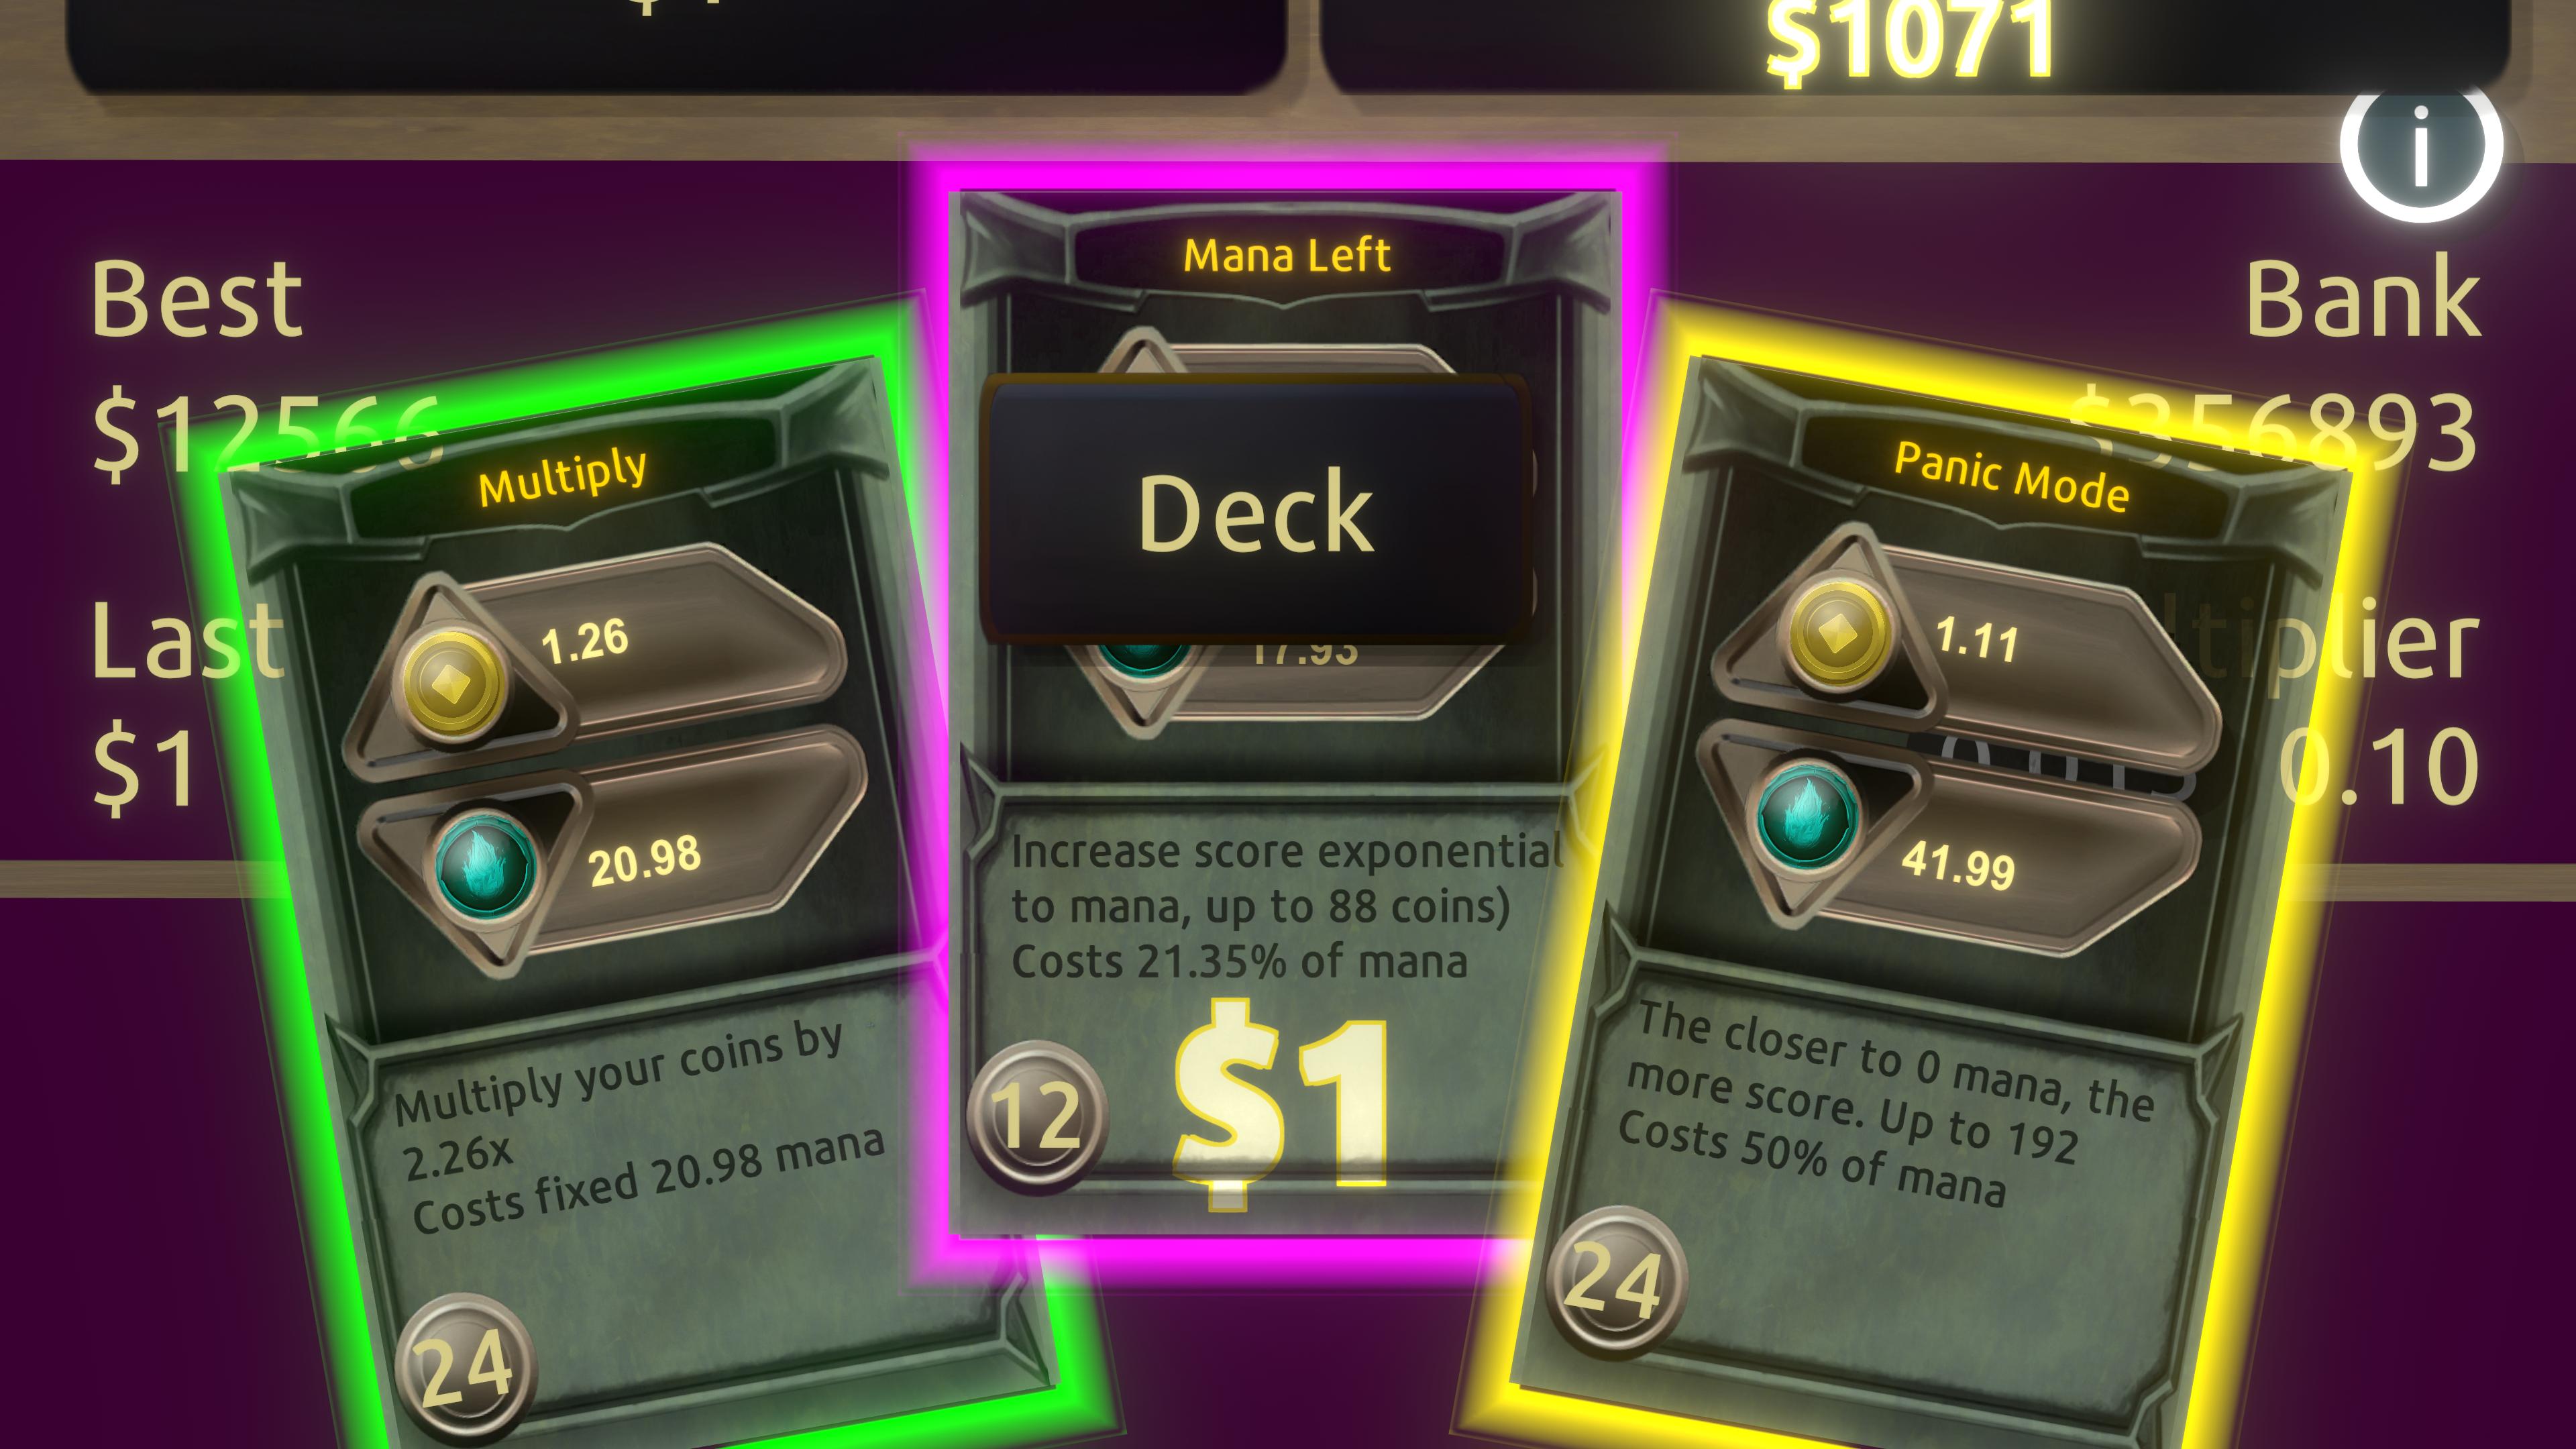 $1071
i
Best
$12566
Last
$1
Bank
$356893
lier
0.10
Multiply
1.26
20.98
Multiply your coins by
2.26x
Costs fixed 20.98 mana
24
Mana Left
Deck
17.93
Increase score exponential
to mana, up to 88 coins)
Costs 21.35% of mana
12
$1
Panic Mode
1.11
41.99
The closer to 0 mana, the
more score. Up to 192
Costs 50% of mana
24